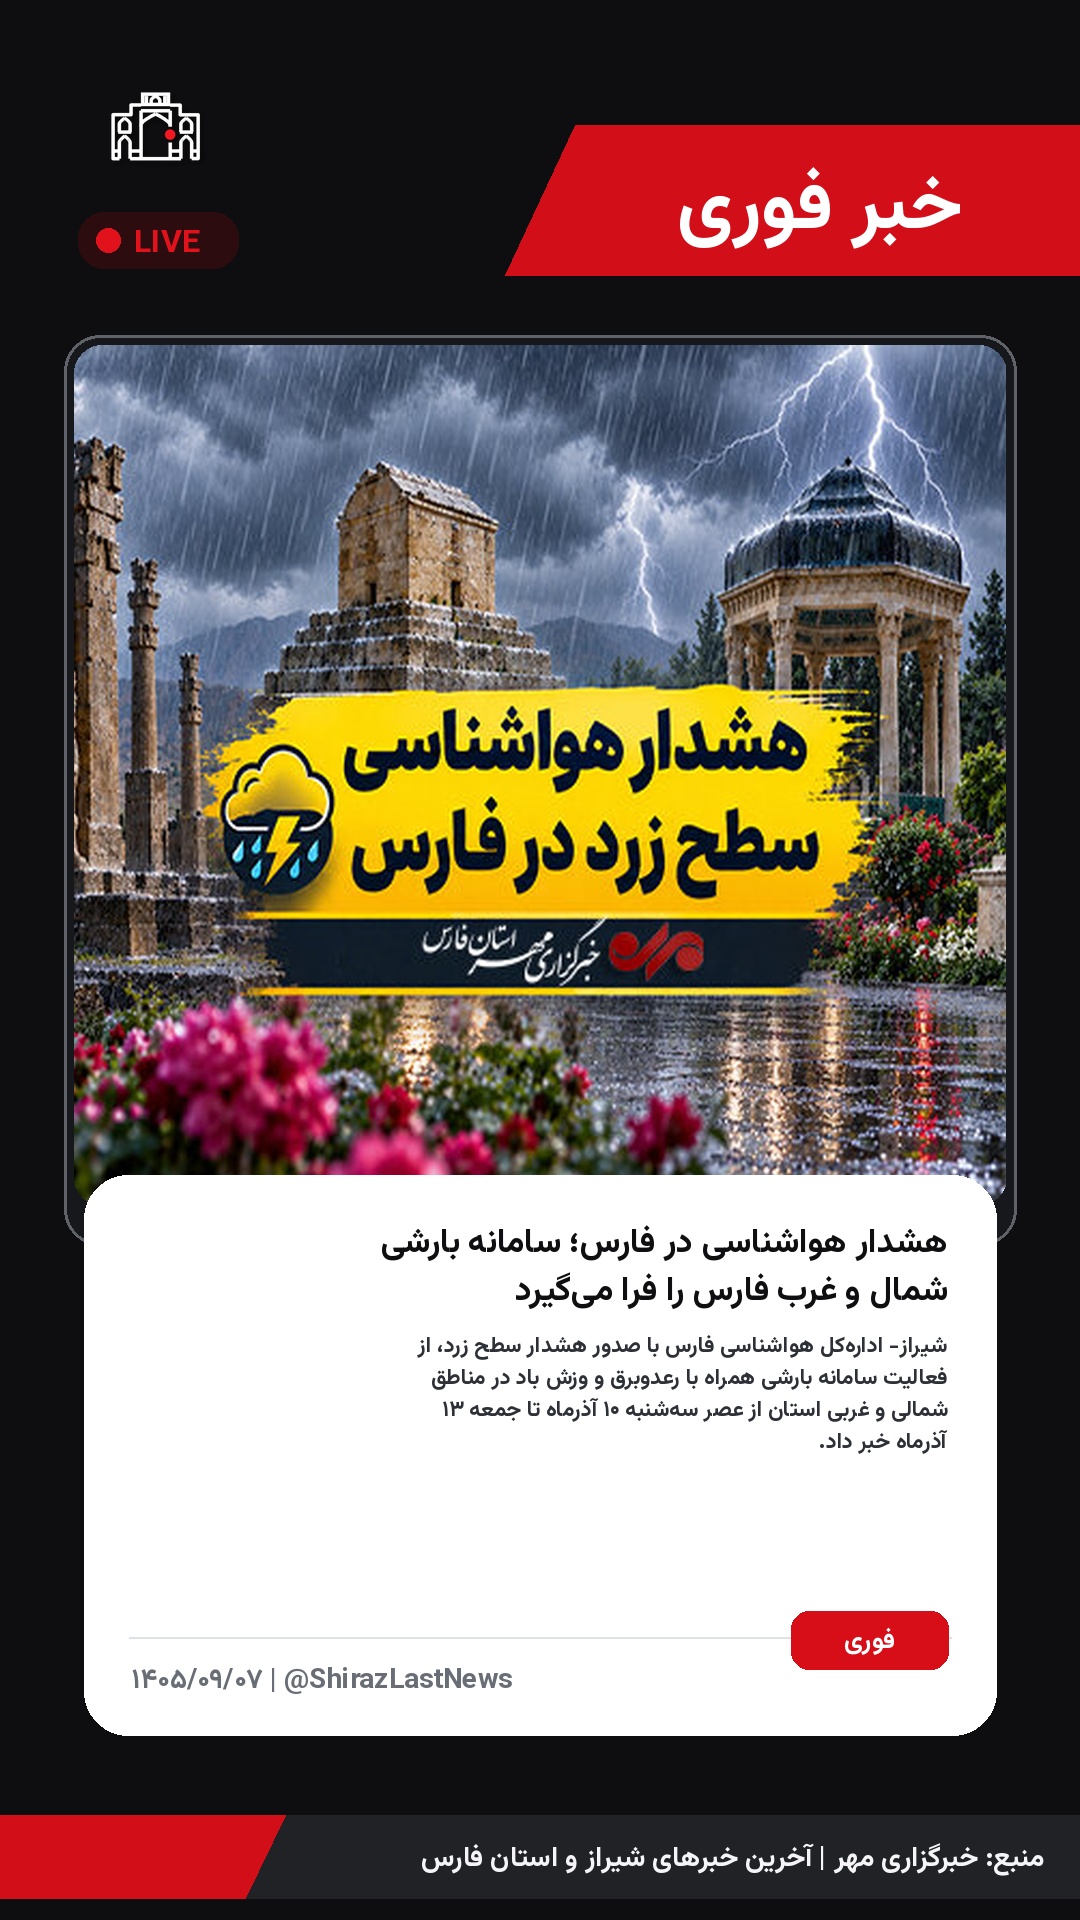 خبر فوری
LIVE
هشدار هواشناسی
سطح زرد در فارس
خبرگزاری مهر استان فارس
هشدار هواشناسی در فارس؛ سامانه بارشی
شمال و غرب فارس را فرا می‌گیرد
شیراز- اداره‌کل هواشناسی فارس با صدور هشدار سطح زرد، از
فعالیت سامانه بارشی همراه با رعدوبرق و وزش باد در مناطق
شمالی و غربی استان از عصر سه‌شنبه ۱۰ آذرماه تا جمعه ۱۳
آذرماه خبر داد.
فوری
۱۴۰۵/۰۹/۰۷ | @ShirazLastNews
منبع: خبرگزاری مهر | آخرین خبرهای شیراز و استان فارس